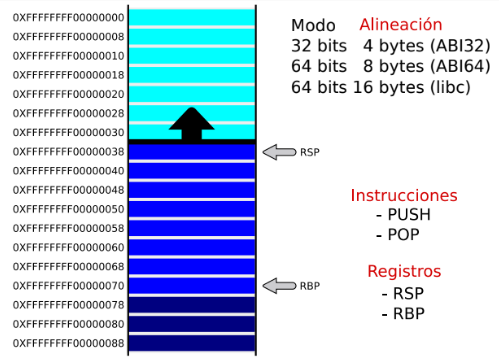 0XFFFFFFFF00000000
0XFFFFFFFF00000008
0XFFFFFFFF00000010
0XFFFFFFFF00000018
0XFFFFFFFF00000020
0XFFFFFFFF00000028
0XFFFFFFFF00000030
0XFFFFFFFF00000038
0XFFFFFFFF00000040
0XFFFFFFFF00000048
0XFFFFFFFF00000050
0XFFFFFFFF00000058
0XFFFFFFFF00000060
0XFFFFFFFF00000068
0XFFFFFFFF00000070
0XFFFFFFFF00000078
0XFFFFFFFF00000080
0XFFFFFFFF00000088
RSP
RBP
Modo Alineación
32 bits 4 bytes (ABI32)
64 bits 8 bytes (ABI64)
64 bits 16 bytes (libc)
Instrucciones
- PUSH
- POP
Registros
- RSP
- RBP